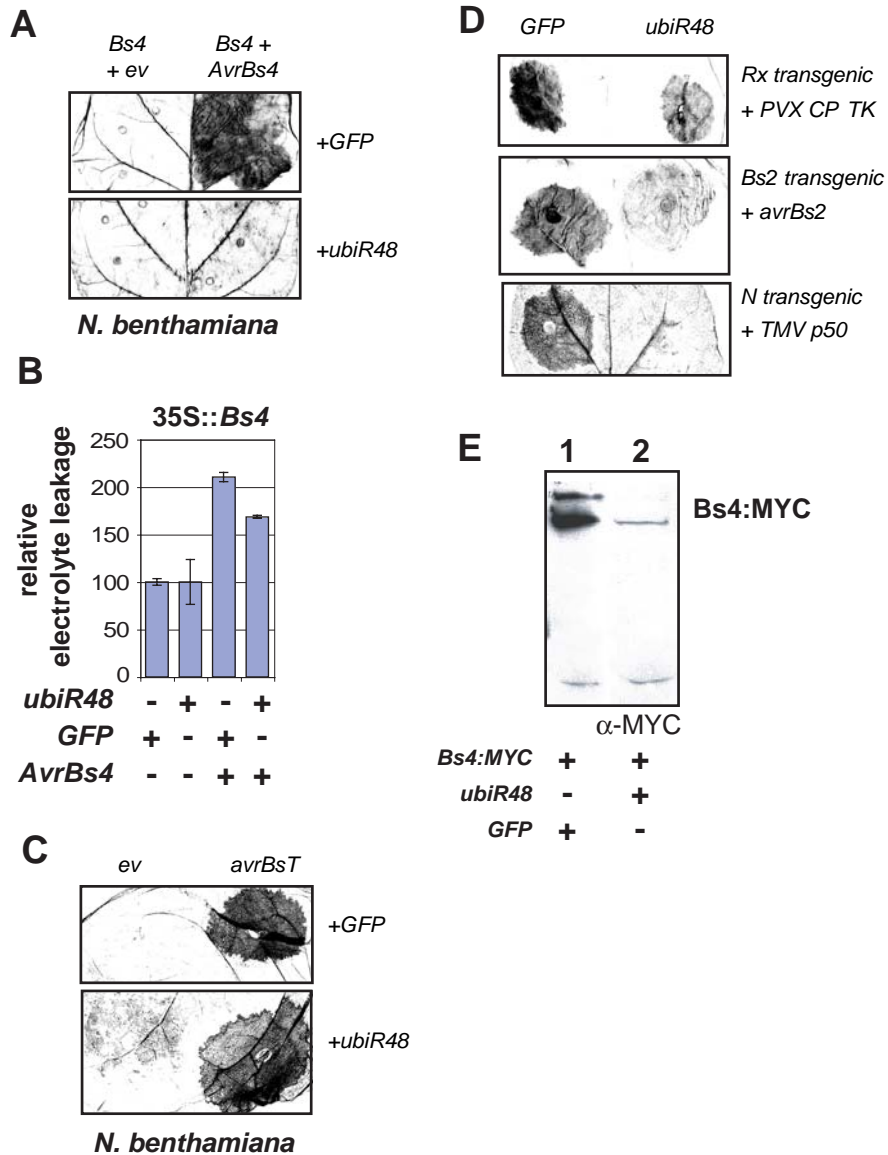 A
Bs4 + ev
Bs4 + AvrBs4
+GFP
+ubiR48
N. benthamiana
B
35S::Bs4
relative electrolyte leakage
250
200
150
100
50
0
ubiR48 - + - +
GFP + - + -
AvrBs4 - - + +
C
ev avrBsT
+GFP
+ubiR48
N. benthamiana
D
GFP ubiR48
Rx transgenic
+ PVX CP TK
Bs2 transgenic
+ avrBs2
N transgenic
+ TMV p50
E
1 2
Bs4:MYC
α-MYC
Bs4:MYC + +
ubiR48 - +
GFP + -